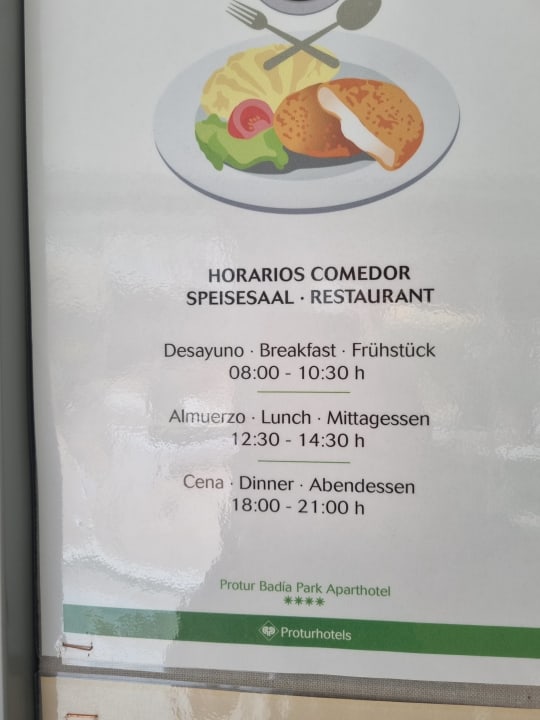 HORARIOS COMEDOR
SPEISESAAL · RESTAURANT
Desayuno · Breakfast · Frühstück
08:00 - 10:30 h
Almuerzo · Lunch · Mittagessen
12:30 - 14:30 h
Cena · Dinner · Abendessen
18:00 - 21:00 h
Protur Badía Park Aparthotel
****
Proturhotels